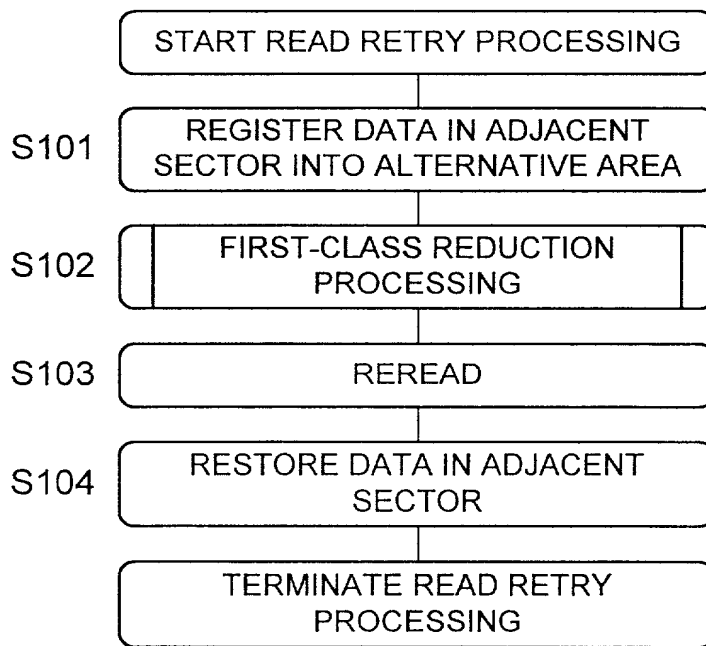 START READ RETRY PROCESSING
S101
REGISTER DATA IN ADJACENT
SECTOR INTO ALTERNATIVE AREA
S102
FIRST-CLASS REDUCTION
PROCESSING
S103
REREAD
S104
RESTORE DATA IN ADJACENT
SECTOR
TERMINATE READ RETRY
PROCESSING